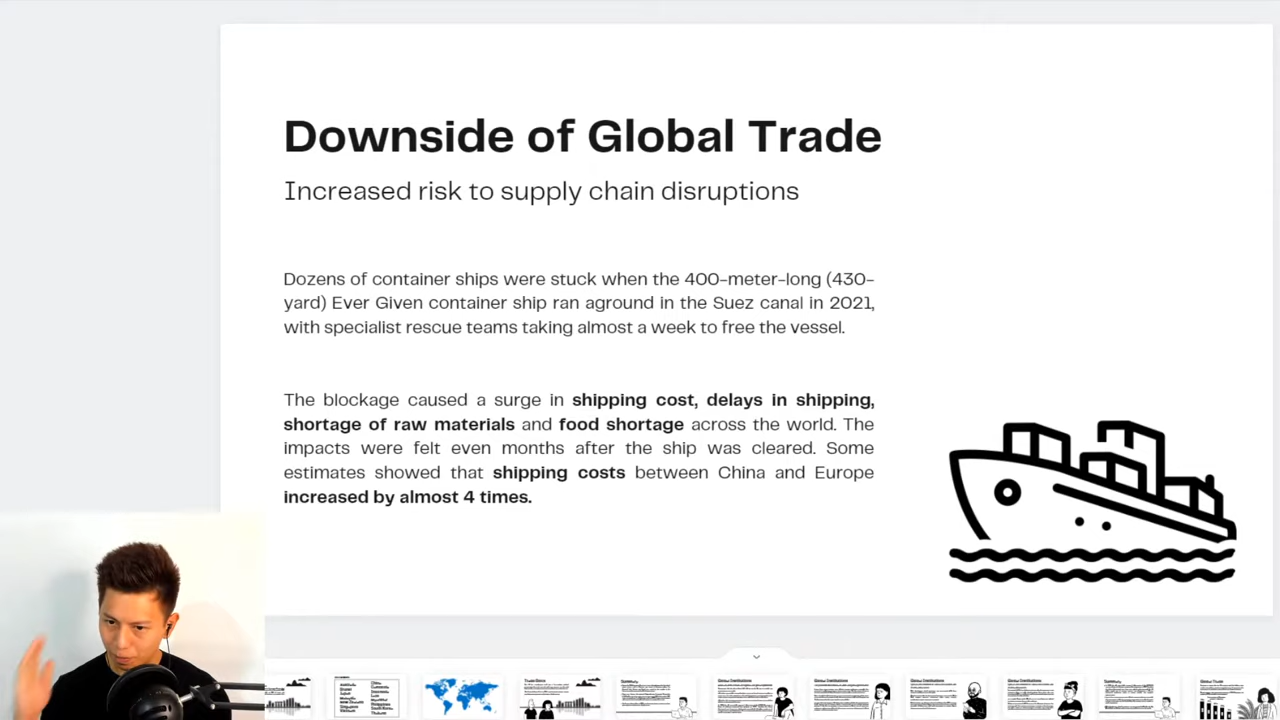 Downside of Global Trade
Increased risk to supply chain disruptions
Dozens of container ships were stuck when the 400-meter-long (430-
yard) Ever Given container ship ran aground in the Suez canal in 2021,
with specialist rescue teams taking almost a week to free the vessel.
The blockage caused a surge in shipping cost, delays in shipping,
shortage of raw materials and food shortage across the world. The
impacts were felt even months after the ship was cleared. Some
estimates showed that shipping costs between China and Europe
increased by almost 4 times.